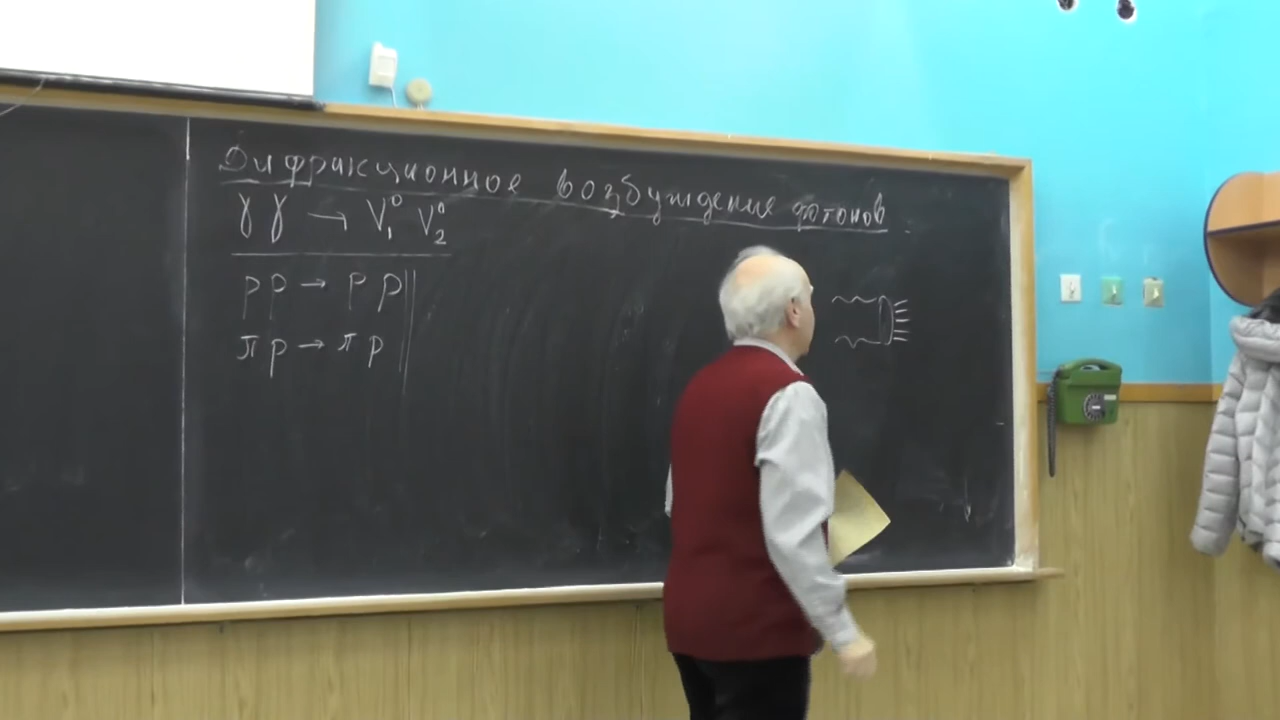 Дифракционное возбуждение фотонов.
γ γ → V₁⁰ V₂⁰
p p → p p
π p → π p